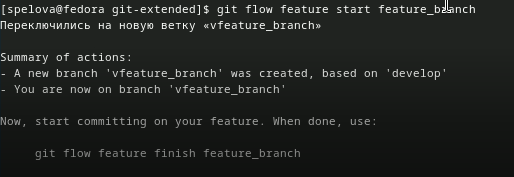 [spelova@fedora git-extended]$ git flow feature start feature_branch
Переключились на новую ветку «vfeature_branch»
Summary of actions:
- A new branch 'vfeature_branch' was created, based on 'develop'
- You are now on branch 'vfeature_branch'
Now, start committing on your feature. When done, use:
git flow feature finish feature_branch